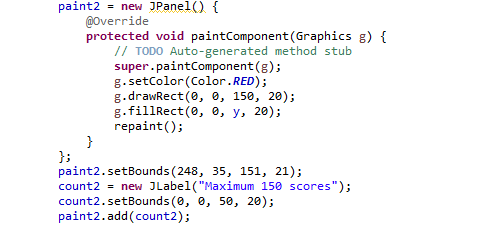 paint2 = new JPanel() {
@Override
protected void paintComponent(Graphics g) {
// TODO Auto-generated method stub
super.paintComponent(g);
g.setColor(Color.RED);
g.drawRect(0, 0, 150, 20);
g.fillRect(0, 0, y, 20);
repaint();
}
};
paint2.setBounds(248, 35, 151, 21);
count2 = new JLabel("Maximum 150 scores");
count2.setBounds(0, 0, 50, 20);
paint2.add(count2);